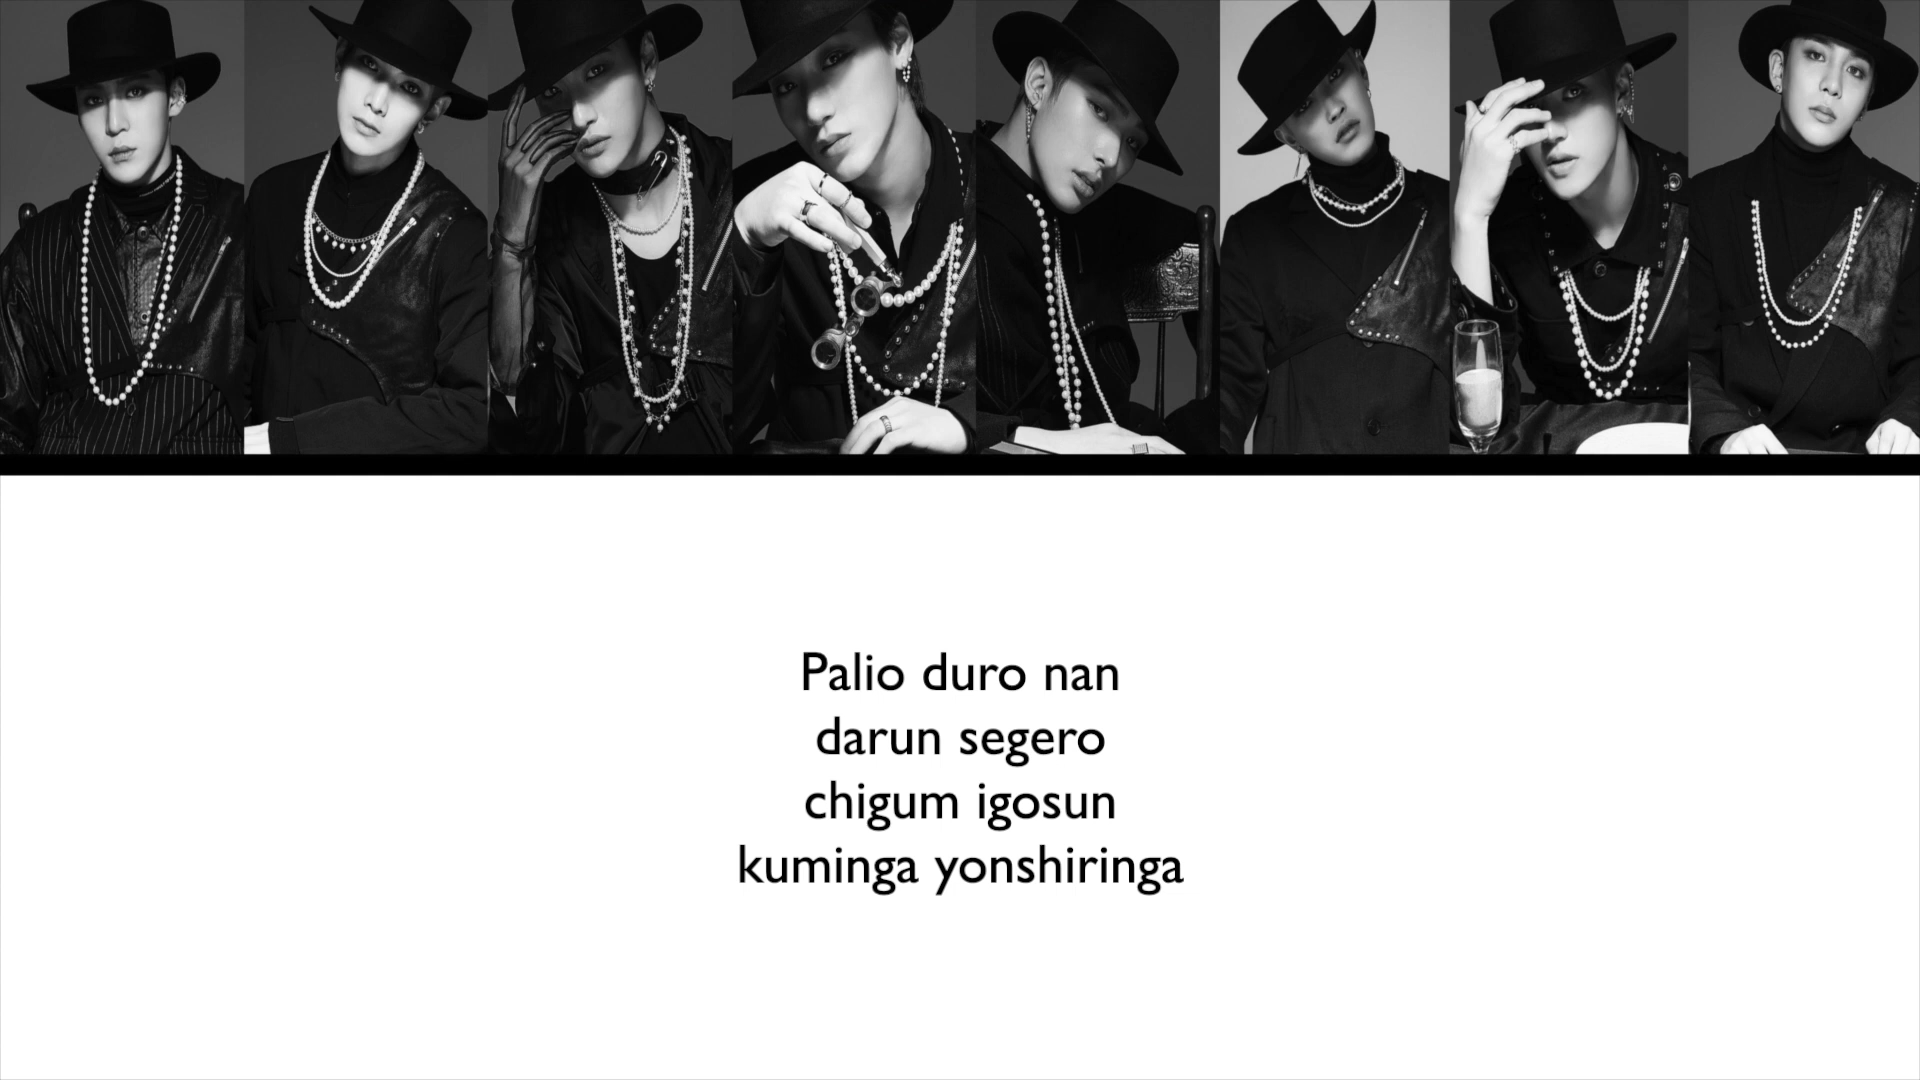 Palio duro nan
darun segero
chigum igosun
kuminga yonshiringa